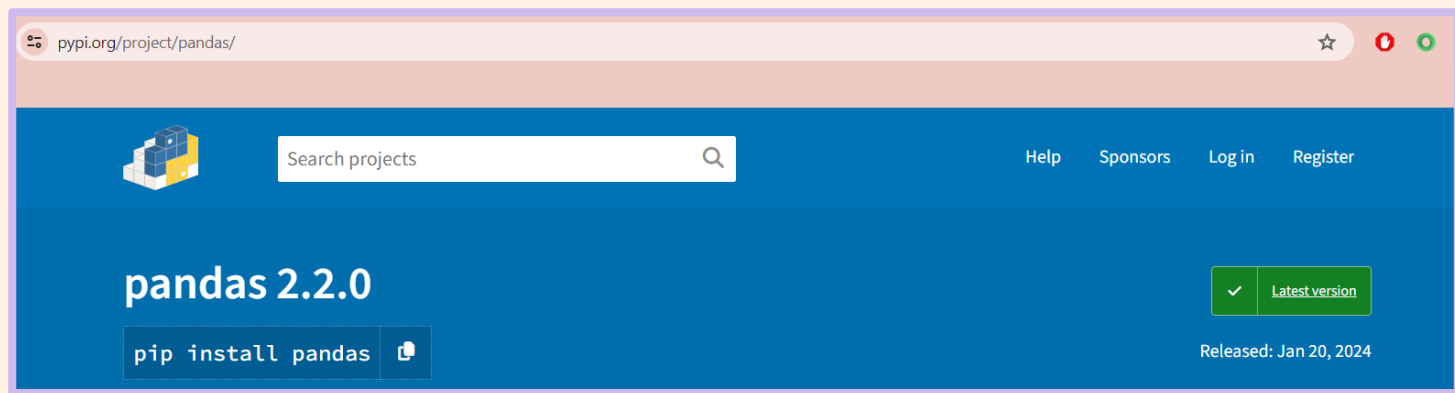 pypi.org/project/pandas/
Search projects
Help Sponsors Log in Register
pandas 2.2.0
Latest version
pip install pandas
Released: Jan 20, 2024